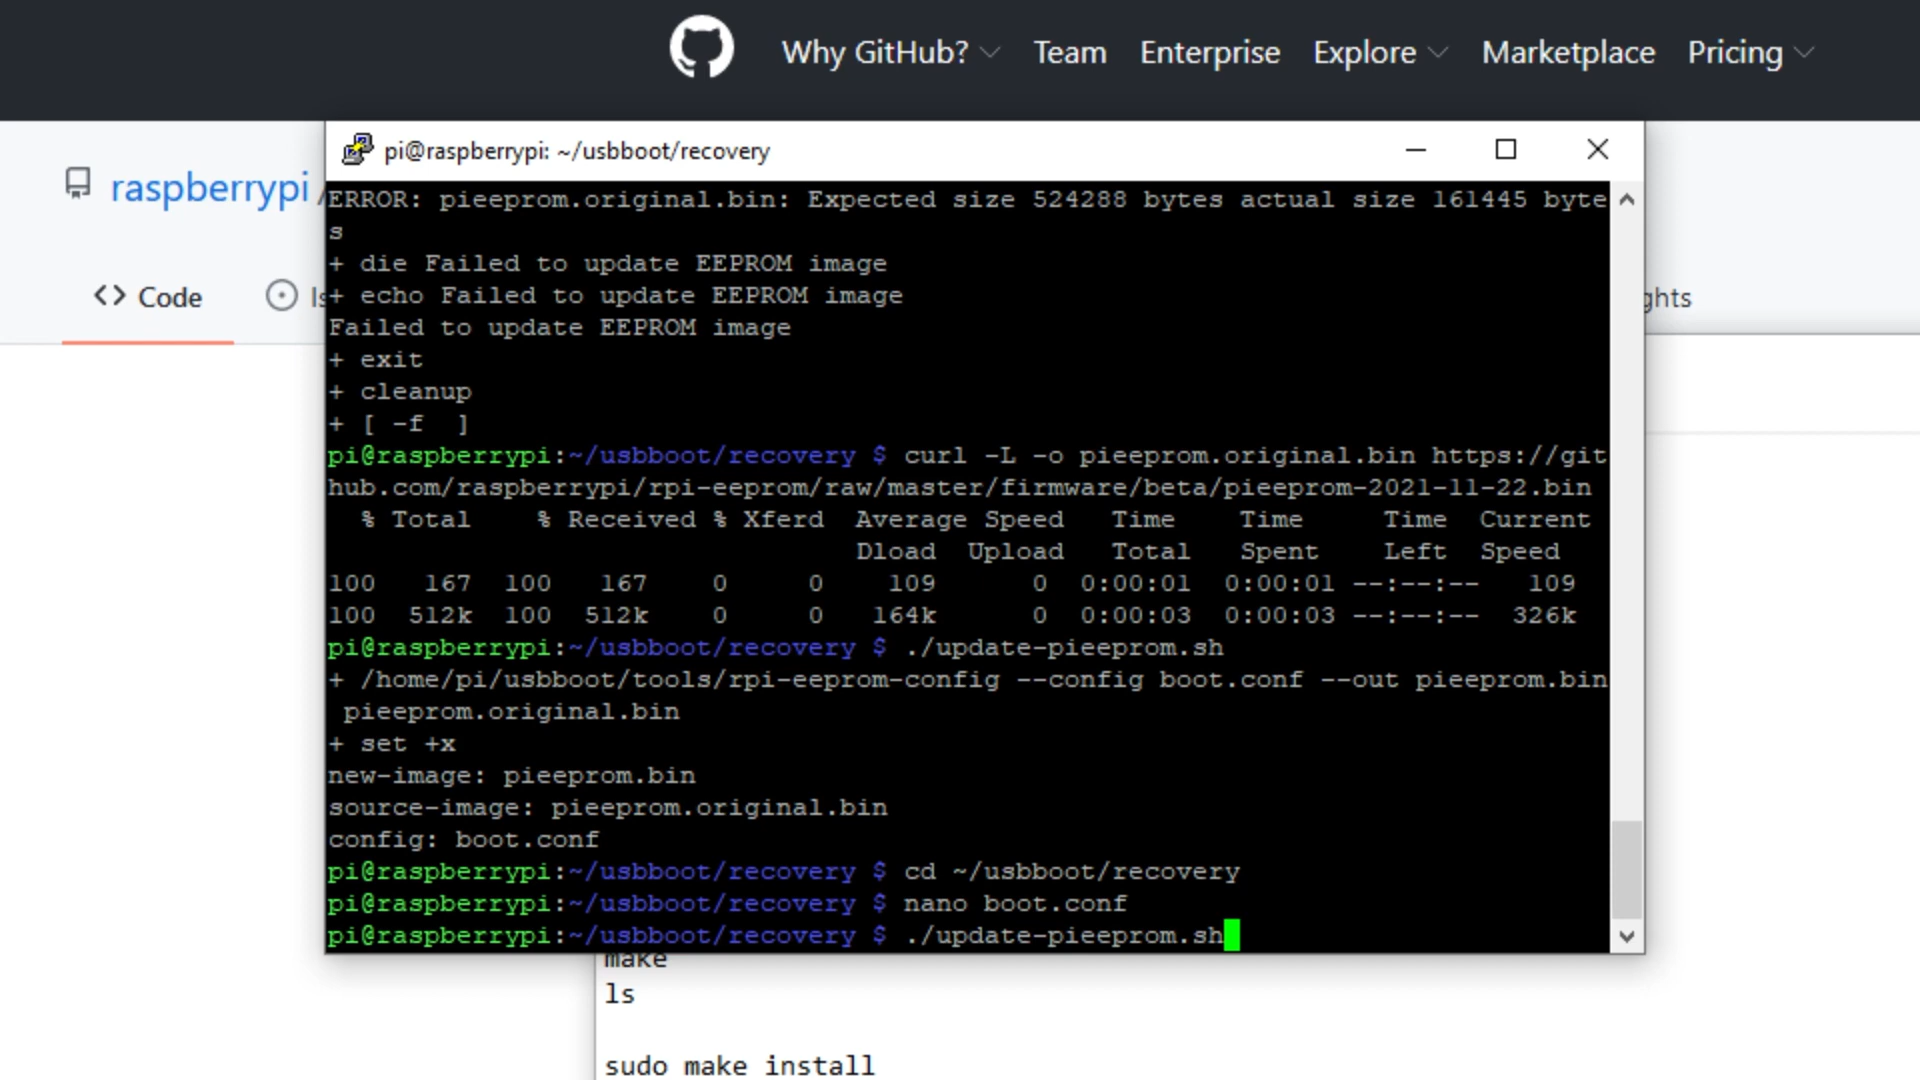 Why GitHub? Team Enterprise Explore Marketplace Pricing
pi@raspberrypi: ~/usbboot/recovery
raspberrypi /
Code
ERROR: pieeprom.original.bin: Expected size 524288 bytes actual size 161445 byte
s
+ die Failed to update EEPROM image
+ echo Failed to update EEPROM image
Failed to update EEPROM image
+ exit
+ cleanup
+ [ -f  ]
pi@raspberrypi:~/usbboot/recovery $ curl -L -o pieeprom.original.bin https://git
hub.com/raspberrypi/rpi-eeprom/raw/master/firmware/beta/pieeprom-2021-11-22.bin
% Total % Received % Xferd Average Speed Time Time Time Current
Dload Upload Total Spent Left Speed
100 167 100 167 0 0 109 0 0:00:01 0:00:01 --:--:-- 109
100 512k 100 512k 0 0 164k 0 0:00:03 0:00:03 --:--:-- 326k
pi@raspberrypi:~/usbboot/recovery $ ./update-pieeprom.sh
+ /home/pi/usbboot/tools/rpi-eeprom-config --config boot.conf --out pieeprom.bin
pieeprom.original.bin
+ set +x
new-image: pieeprom.bin
source-image: pieeprom.original.bin
config: boot.conf
pi@raspberrypi:~/usbboot/recovery $ cd ~/usbboot/recovery
pi@raspberrypi:~/usbboot/recovery $ nano boot.conf
pi@raspberrypi:~/usbboot/recovery $ ./update-pieeprom.sh
make
ls
sudo make install